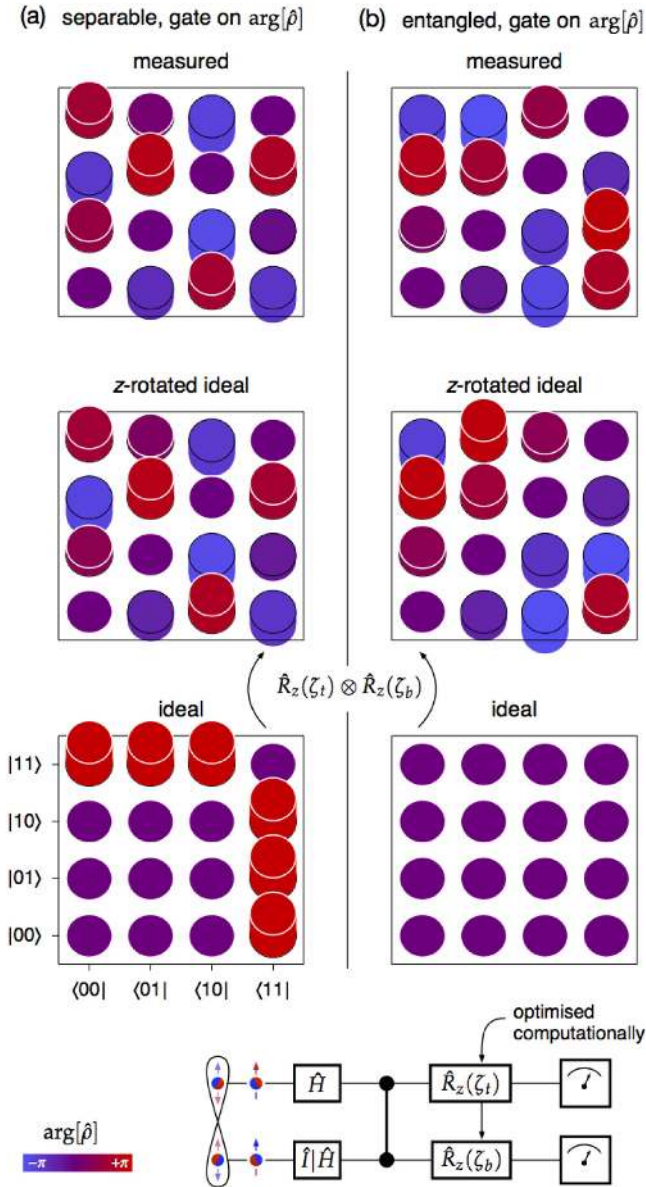 (a) separable, gate on arg[ρ̂]
measured
z-rotated ideal
ideal
|11⟩
|10⟩
|01⟩
|00⟩
⟨00| ⟨01| ⟨10| ⟨11|
(b) entangled, gate on arg[ρ̂]
measured
z-rotated ideal
R̂z(ζt) ⊗ R̂z(ζb)
ideal
optimised
computationally
Ĥ R̂z(ζt)
Î|Ĥ R̂z(ζb)
arg[ρ̂]
−π +π